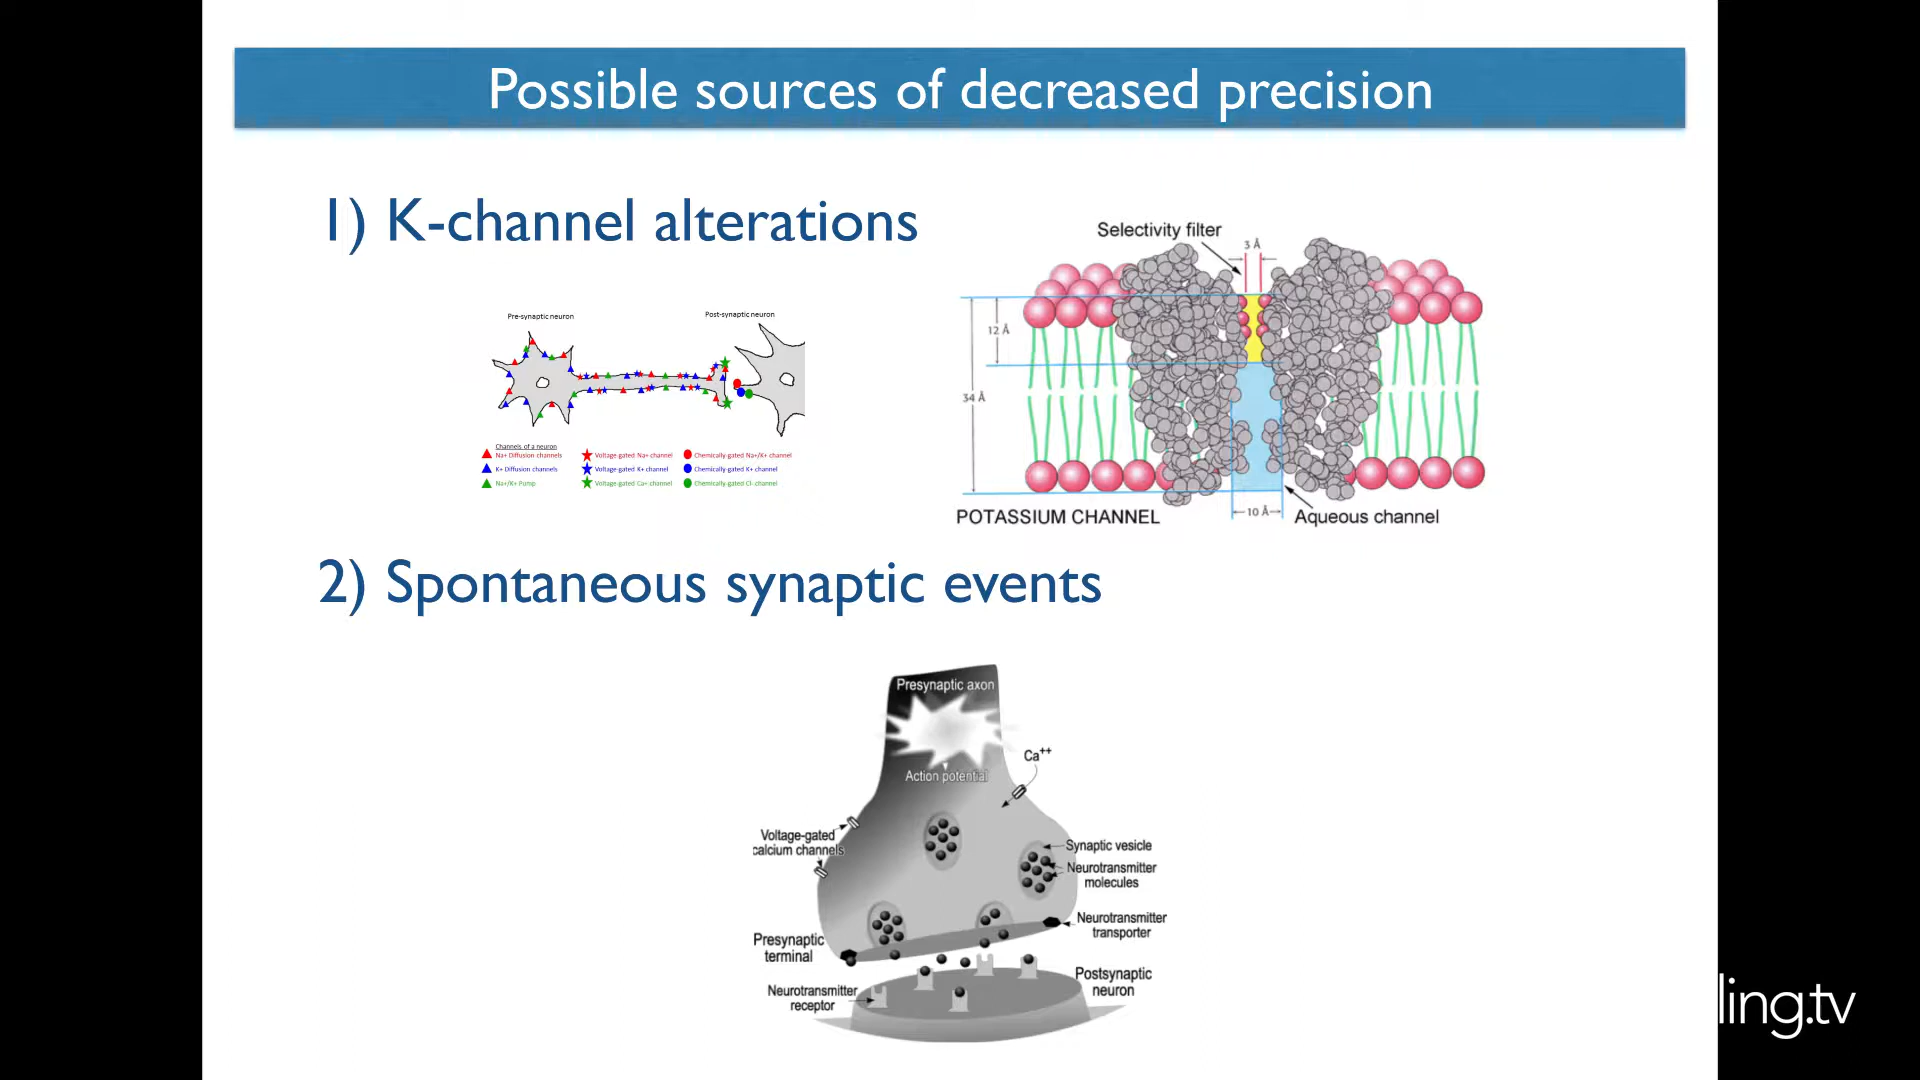 Possible sources of decreased precision
1) K-channel alterations
Pre-synaptic neuron
Post-synaptic neuron
Channels of a neuron
Na+ Diffusion channels
K+ Diffusion channels
Na+/K+ Pump
Voltage-gated Na+ channel
Voltage-gated K+ channel
Voltage-gated Ca+ channel
Chemically-gated Na+/K+ channel
Chemically-gated K+ channel
Chemically-gated Cl- channel
Selectivity filter
3 Å
12 Å
34 Å
10 Å
POTASSIUM CHANNEL
Aqueous channel
2) Spontaneous synaptic events
Presynaptic axon
Action potential
Ca++
Voltage-gated
calcium channels
Synaptic vesicle
Neurotransmitter
molecules
Neurotransmitter
transporter
Presynaptic
terminal
Postsynaptic
neuron
Neurotransmitter
receptor
ling.tv